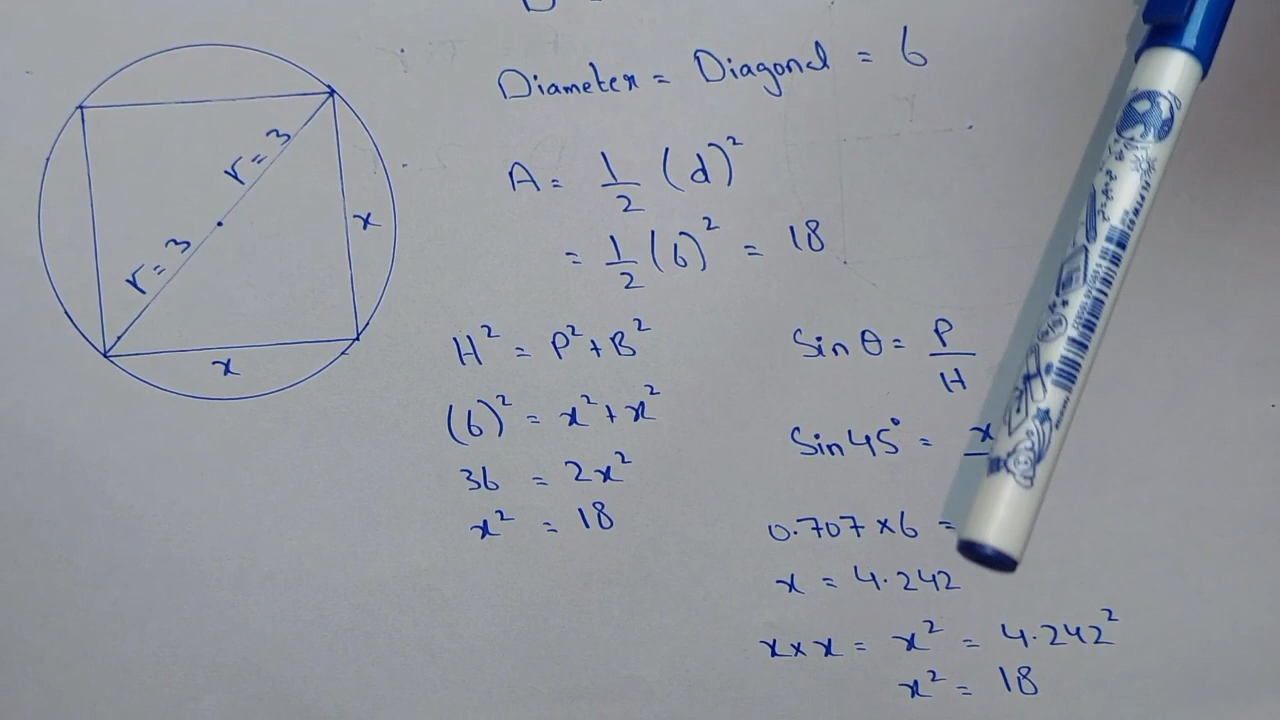 Diameter = Diagonal = 6
A = 1/2 (d)²
= 1/2 (6)² = 18
r = 3
r = 3
x
x
H² = P² + B²
(6)² = x² + x²
36 = 2x²
x² = 18
Sin θ = P/H
Sin 45° = x
0.707 × 6 =
x = 4.242
x × x = x² = 4.242²
x² = 18